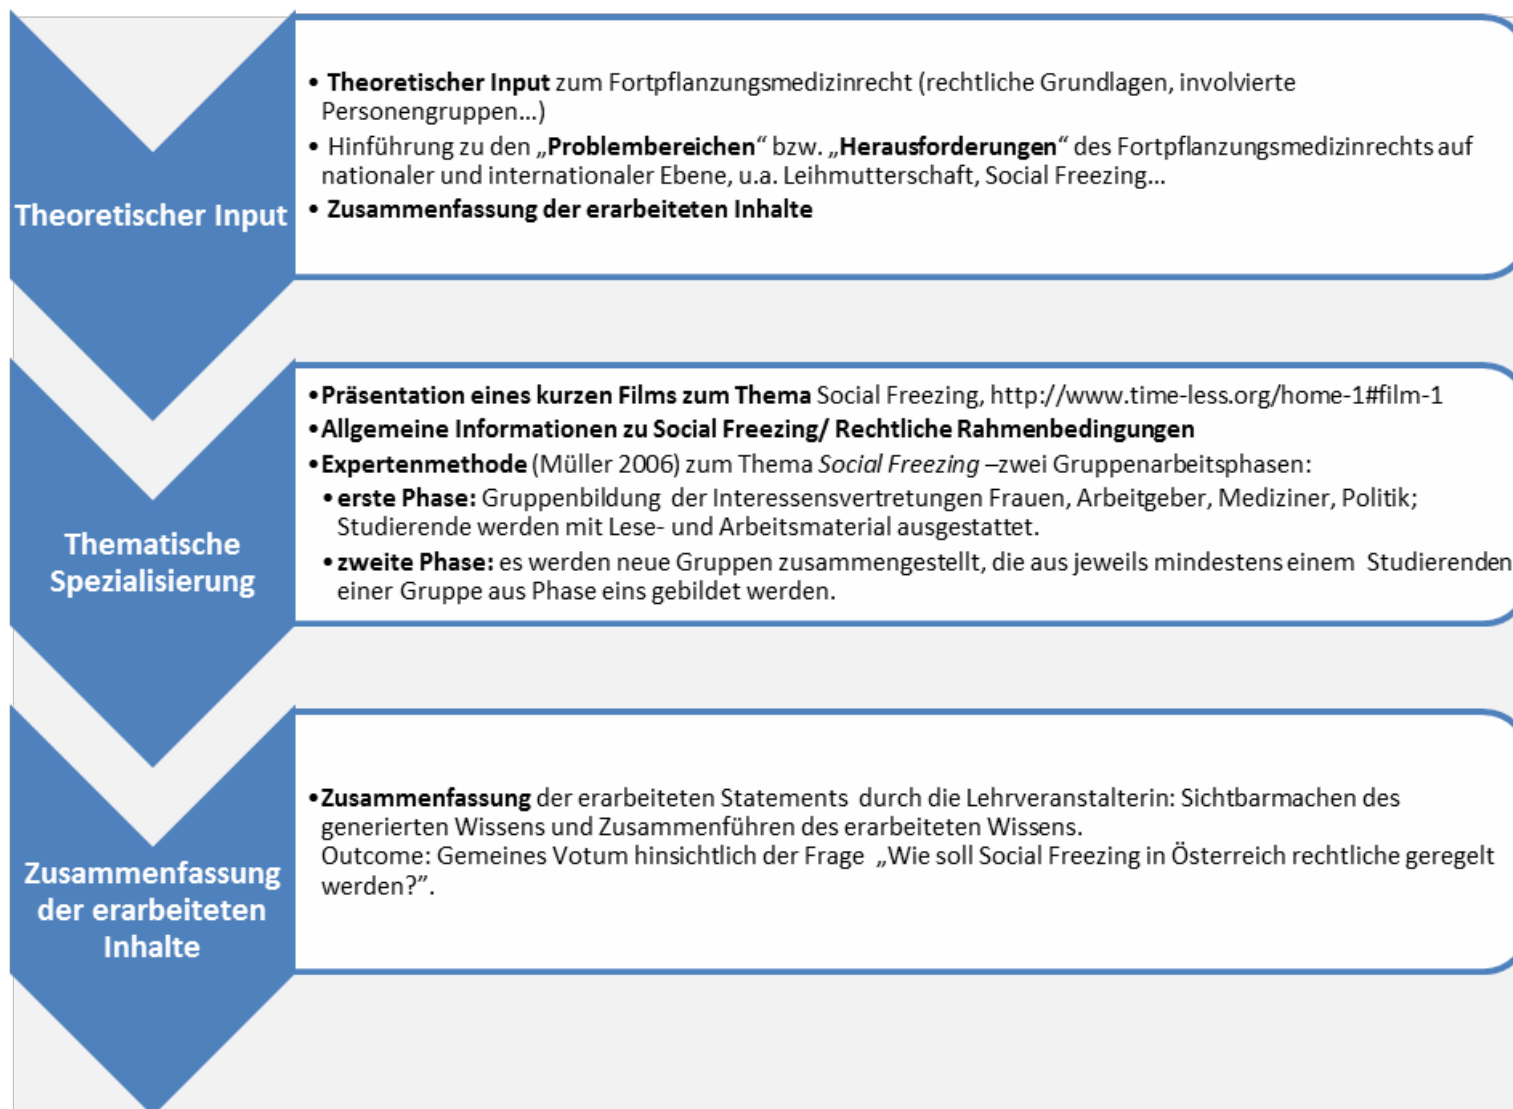 Theoretischer Input
• Theoretischer Input zum Fortpflanzungsmedizinrecht (rechtliche Grundlagen, involvierte
Personengruppen...)
• Hinführung zu den „Problembereichen“ bzw. „Herausforderungen“ des Fortpflanzungsmedizinrechts auf
nationaler und internationaler Ebene, u.a. Leihmutterschaft, Social Freezing...
• Zusammenfassung der erarbeiteten Inhalte
Thematische
Spezialisierung
•Präsentation eines kurzen Films zum Thema Social Freezing, http://www.time-less.org/home-1#film-1
•Allgemeine Informationen zu Social Freezing/ Rechtliche Rahmenbedingungen
•Expertenmethode (Müller 2006) zum Thema Social Freezing –zwei Gruppenarbeitsphasen:
•erste Phase: Gruppenbildung der Interessensvertretungen Frauen, Arbeitgeber, Mediziner, Politik;
Studierende werden mit Lese- und Arbeitsmaterial ausgestattet.
•zweite Phase: es werden neue Gruppen zusammengestellt, die aus jeweils mindestens einem Studierenden
einer Gruppe aus Phase eins gebildet werden.
Zusammenfassung
der erarbeiteten
Inhalte
•Zusammenfassung der erarbeiteten Statements durch die Lehrveranstalterin: Sichtbarmachen des
generierten Wissens und Zusammenführen des erarbeiteten Wissens.
Outcome: Gemeines Votum hinsichtlich der Frage „Wie soll Social Freezing in Österreich rechtliche geregelt
werden?”.